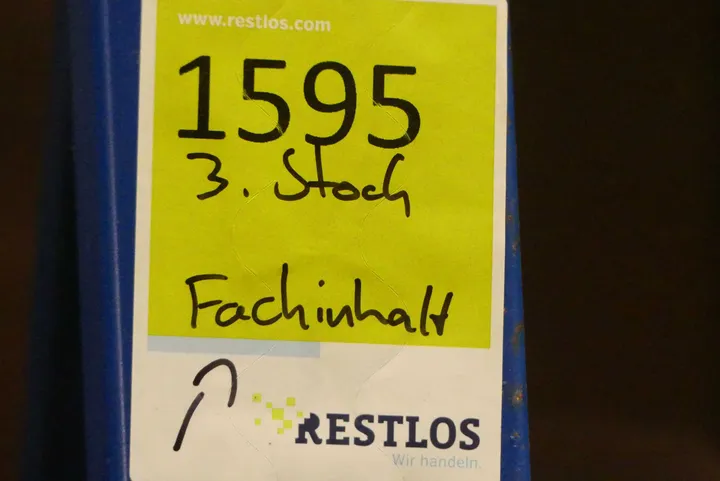 www.restlos.com
1595
3. Stock
Fachinhalt
RESTLOS
Wir handeln.